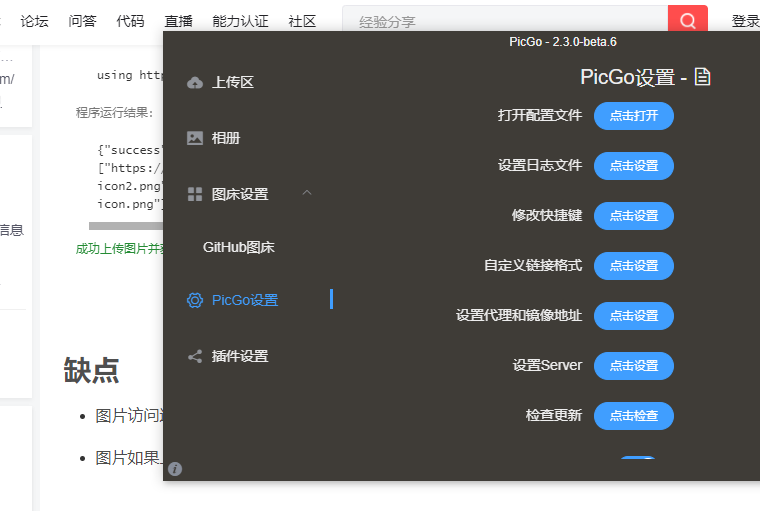 论坛 问答 代码 直播 能力认证 社区 经验分享 登录
PicGo - 2.3.0-beta.6
m/
using http
程序运行结果:
{"success"
["https:/
icon2.png"
icon.png"]
信息
成功上传图片并
缺点
图片访问
图片如果
上传区
相册
图床设置
GitHub图床
PicGo设置
插件设置
PicGo设置 -
打开配置文件 点击打开
设置日志文件 点击设置
修改快捷键 点击设置
自定义链接格式 点击设置
设置代理和镜像地址 点击设置
设置Server 点击设置
检查更新 点击检查